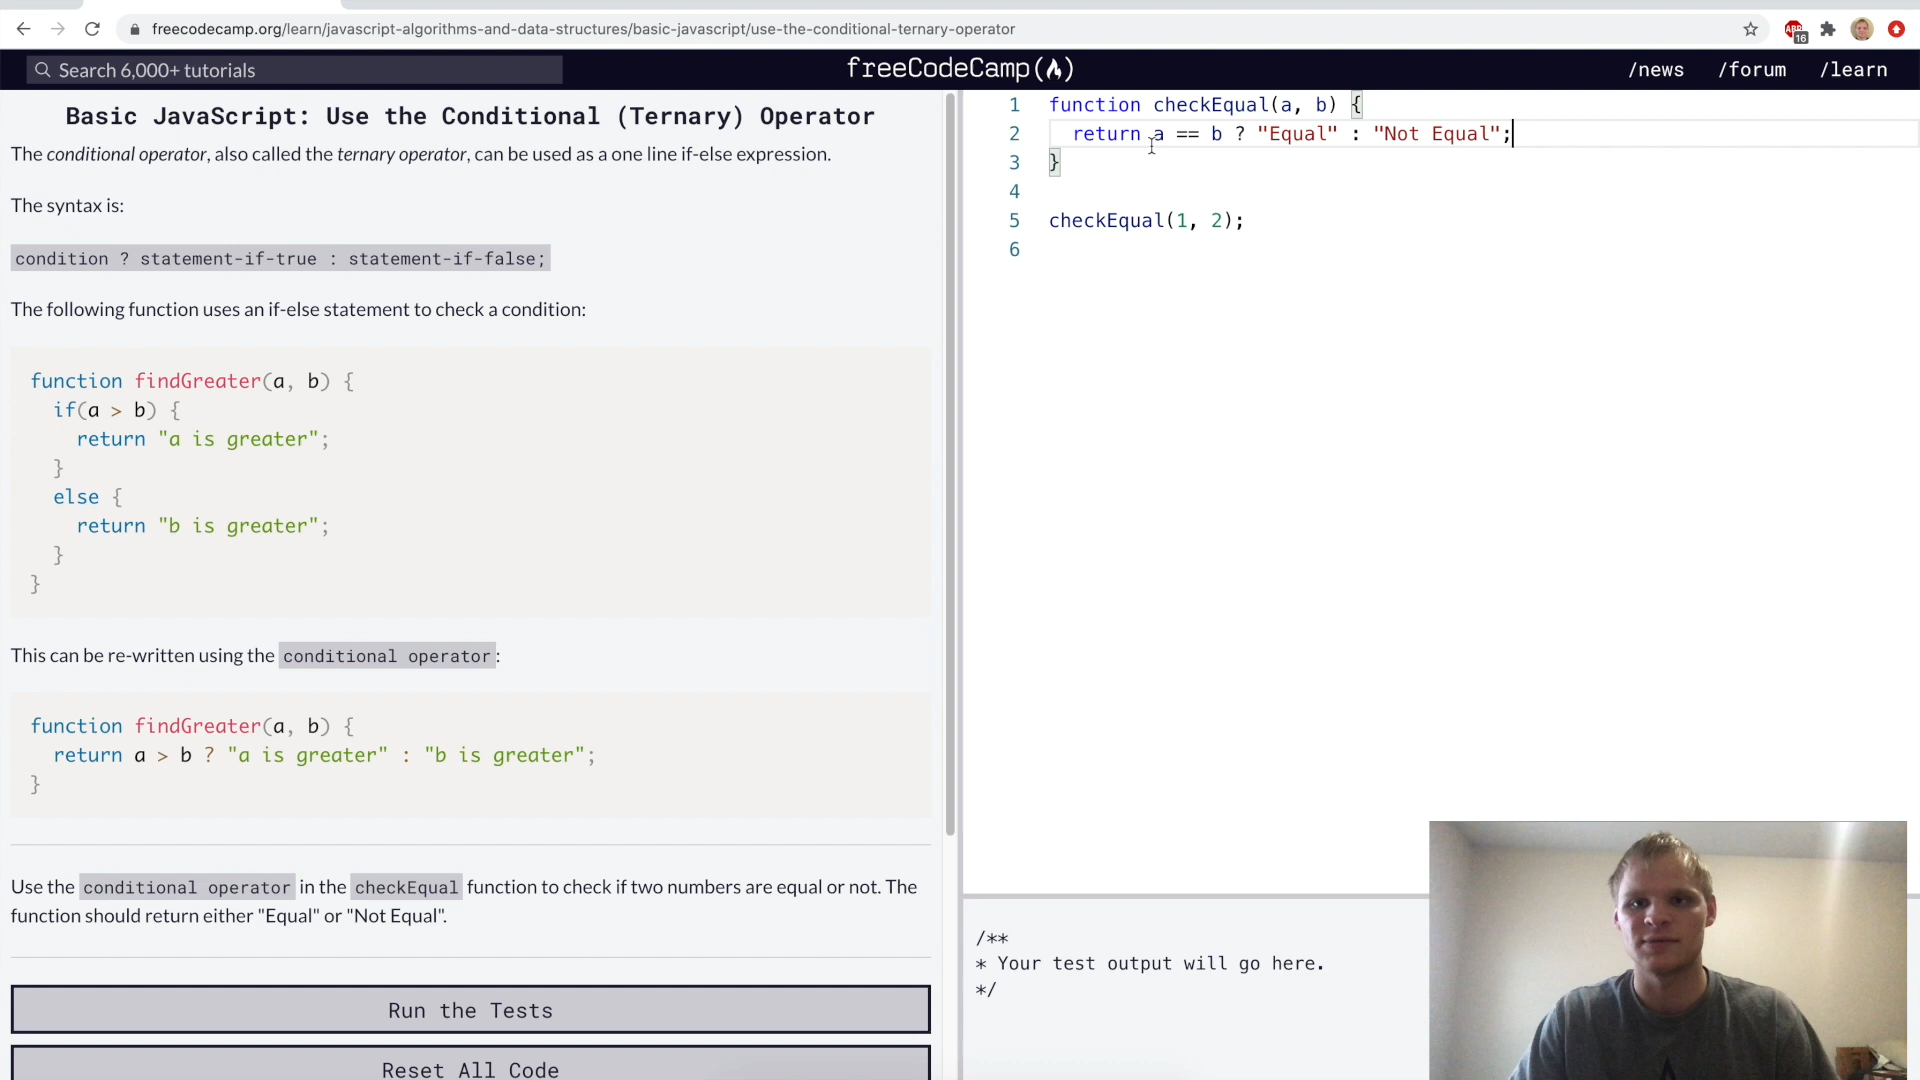 freecodecamp.org/learn/javascript-algorithms-and-data-structures/basic-javascript/use-the-conditional-ternary-operator
ABP
16
Search 6,000+ tutorials
freeCodeCamp
/news
/forum
/learn
Basic JavaScript: Use the Conditional (Ternary) Operator
The conditional operator, also called the ternary operator, can be used as a one line if-else expression.
The syntax is:
condition ? statement-if-true : statement-if-false;
The following function uses an if-else statement to check a condition:
function findGreater(a, b) {
if(a > b) {
return "a is greater";
}
else {
return "b is greater";
}
}
This can be re-written using the conditional operator:
function findGreater(a, b) {
return a > b ? "a is greater" : "b is greater";
}
Use the conditional operator in the checkEqual function to check if two numbers are equal or not. The
function should return either "Equal" or "Not Equal".
Run the Tests
Reset All Code
1 function checkEqual(a, b) {
2 return a == b ? "Equal" : "Not Equal";
3 }
4
5 checkEqual(1, 2);
6
/**
* Your test output will go here.
*/